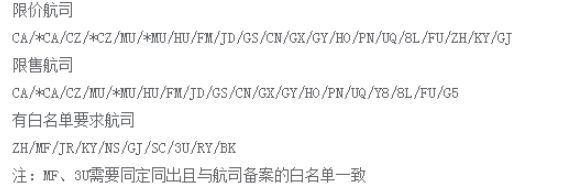 限价航司
CA/*CA/CZ/*CZ/MU/*MU/HU/FM/JD/GS/CN/GX/GY/HO/PN/UQ/8L/FU/ZH/KY/GJ
限售航司
CA/*CA/CZ/MU/*MU/HU/FM/JD/GS/CN/GX/GY/HO/PN/UQ/Y8/8L/FU/G5
有白名单要求航司
ZH/MF/JR/KY/NS/GJ/SC/3U/RY/BK
注：MF、3U需要同定同出且与航司备案的白名单一致